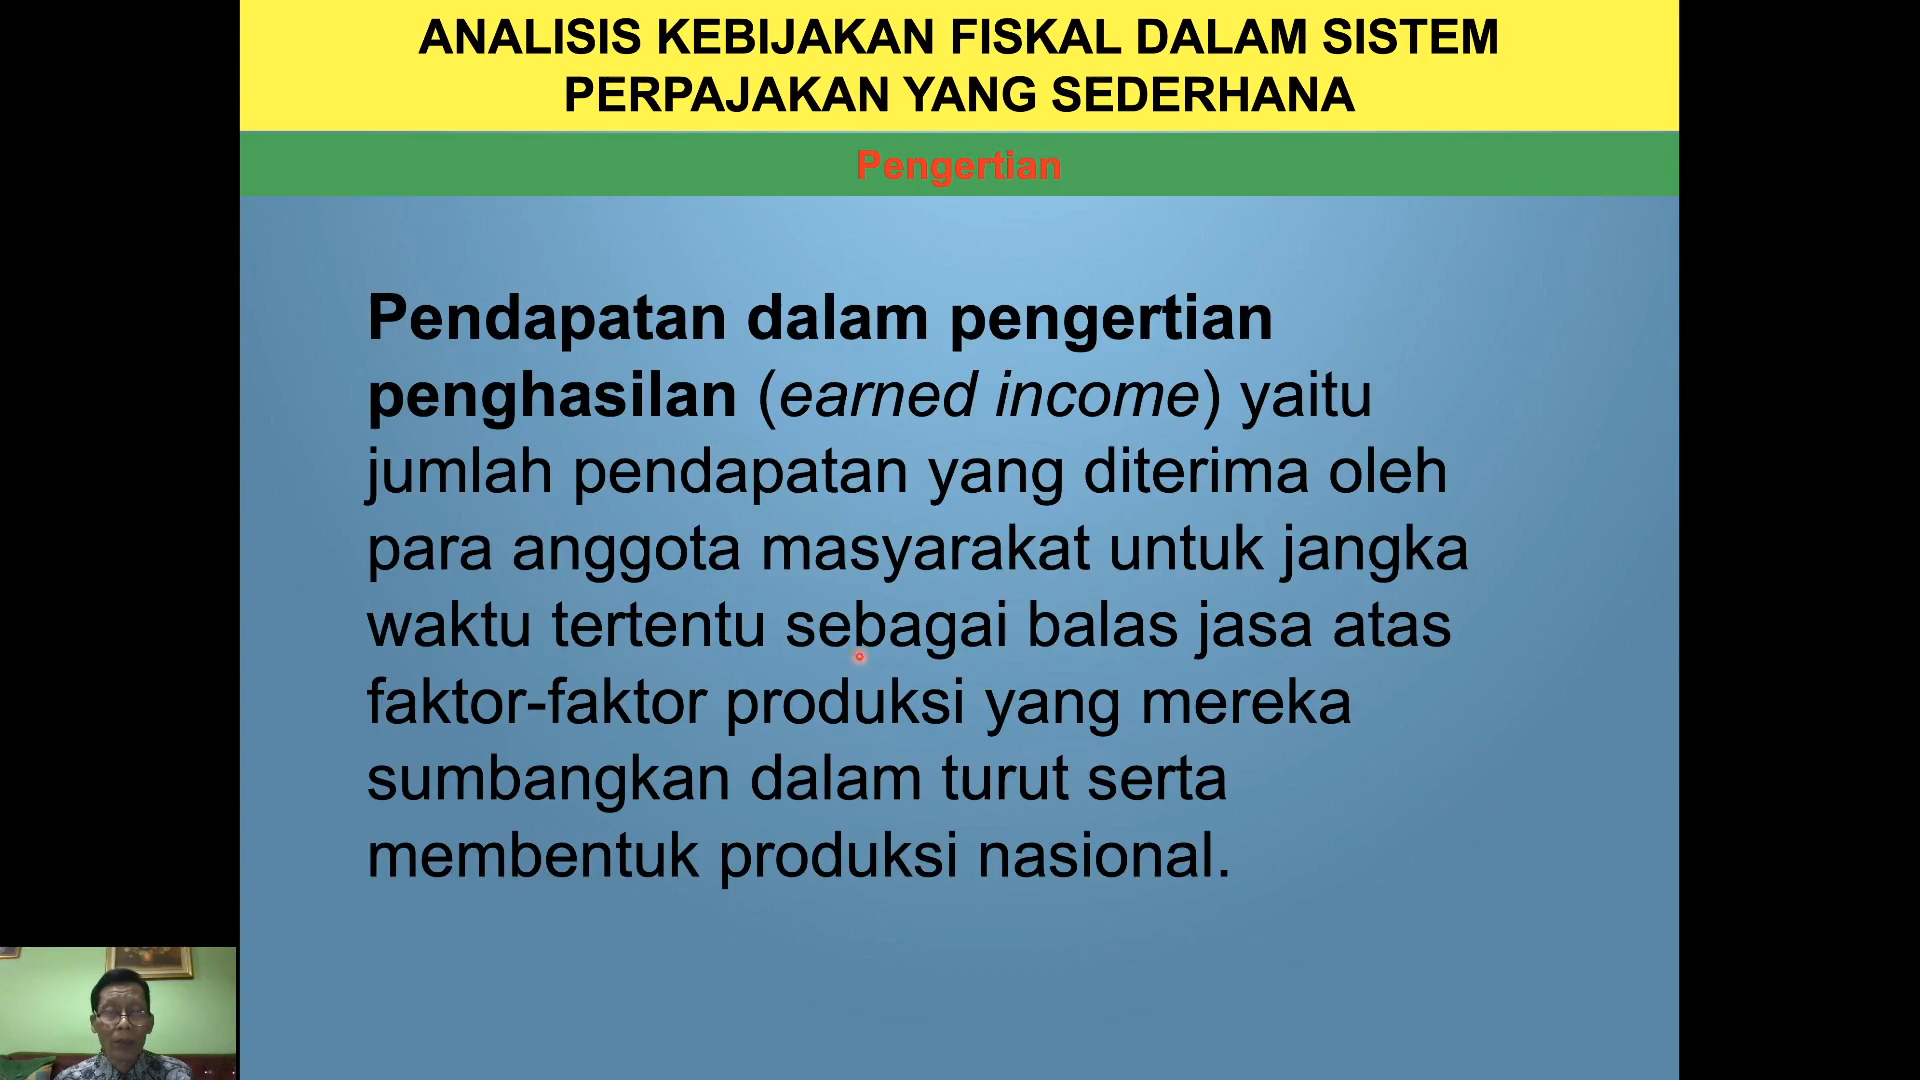 ANALISIS KEBIJAKAN FISKAL DALAM SISTEM
PERPAJAKAN YANG SEDERHANA
Pengertian
Pendapatan dalam pengertian
penghasilan (earned income) yaitu
jumlah pendapatan yang diterima oleh
para anggota masyarakat untuk jangka
waktu tertentu sebagai balas jasa atas
faktor-faktor produksi yang mereka
sumbangkan dalam turut serta
membentuk produksi nasional.